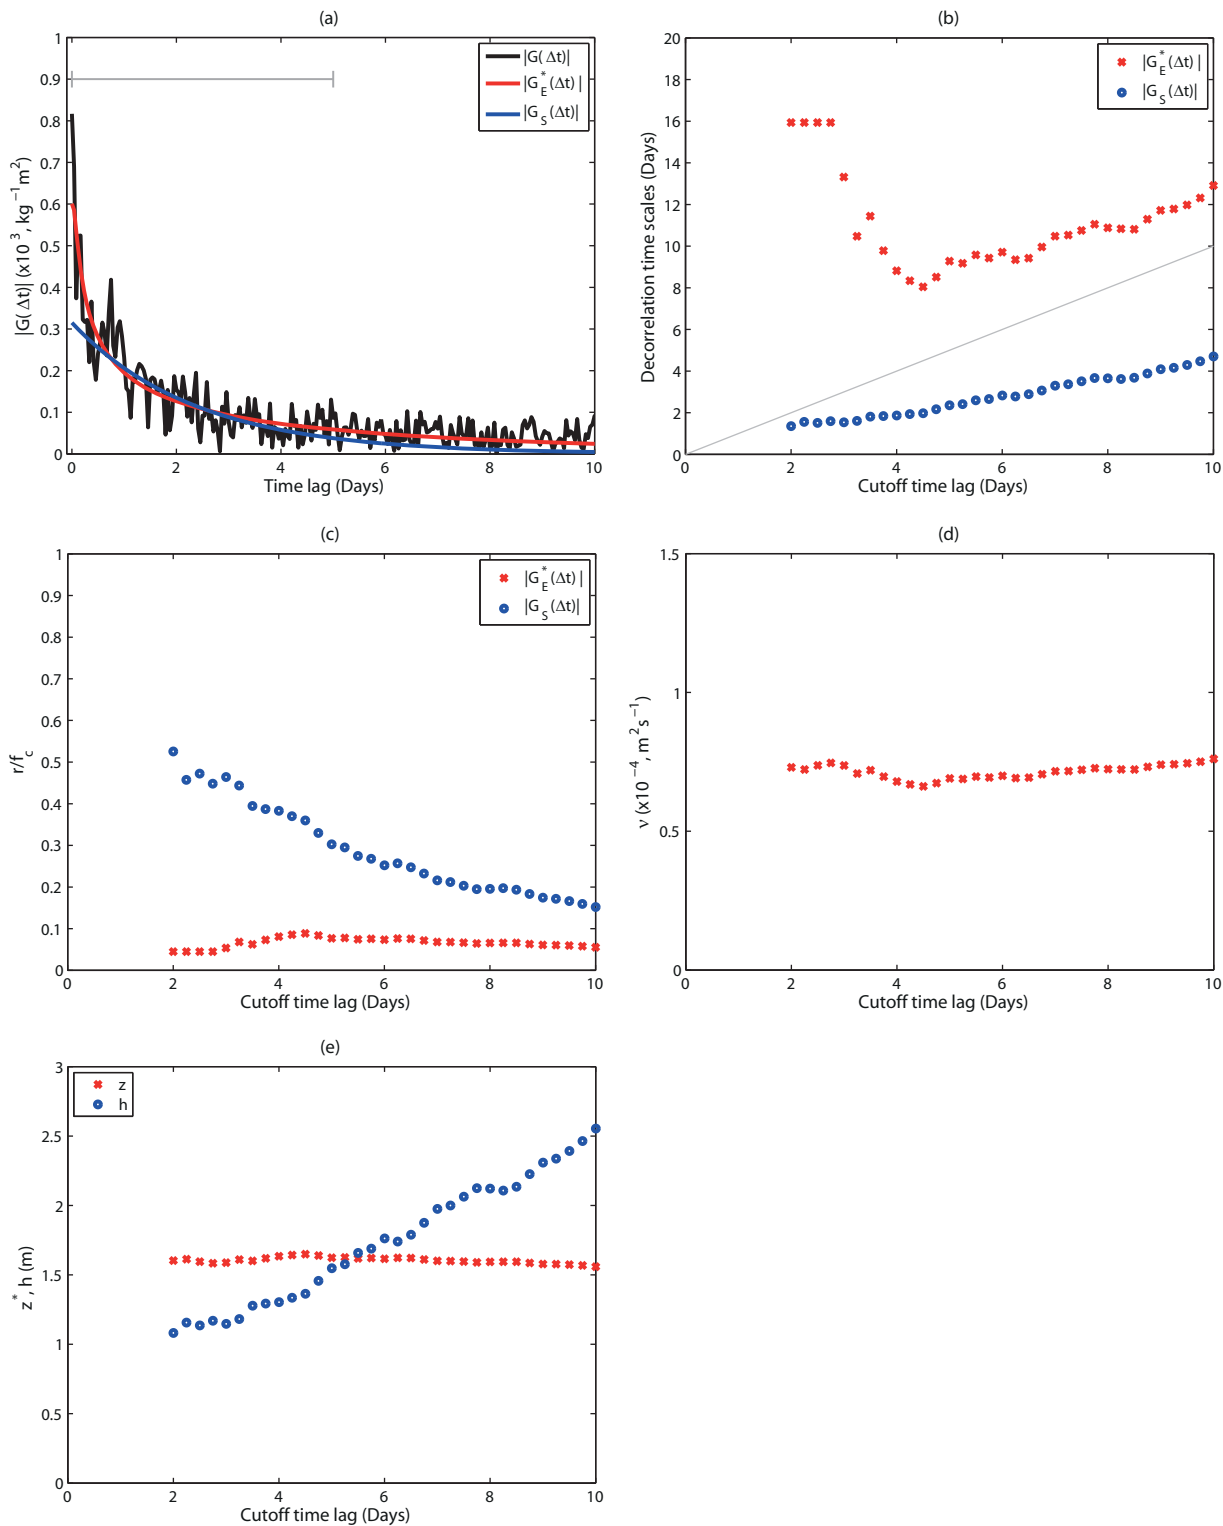 (a)
1
0.9
0.8
0.7
0.6
0.5
0.4
0.3
0.2
0.1
0
|G(Δt)| (x10⁻³, kg⁻¹m²)
|G(Δt)|
|G*E(Δt)|
|GS(Δt)|
0 2 4 6 8 10
Time lag (Days)
(b)
20
18
16
14
12
10
8
6
4
2
0
Decorrelation time scales (Days)
|G*E(Δt)|
|GS(Δt)|
0 2 4 6 8 10
Cutoff time lag (Days)
(c)
1
0.9
0.8
0.7
0.6
0.5
0.4
0.3
0.2
0.1
0
r/fc
|G*E(Δt)|
|GS(Δt)|
0 2 4 6 8 10
Cutoff time lag (Days)
(d)
1.5
1
0.5
0
ν (x10⁻⁴, m²s⁻¹)
0 2 4 6 8 10
Cutoff time lag (Days)
(e)
3
2.5
2
1.5
1
0.5
0
z*, h (m)
z
h
0 2 4 6 8 10
Cutoff time lag (Days)